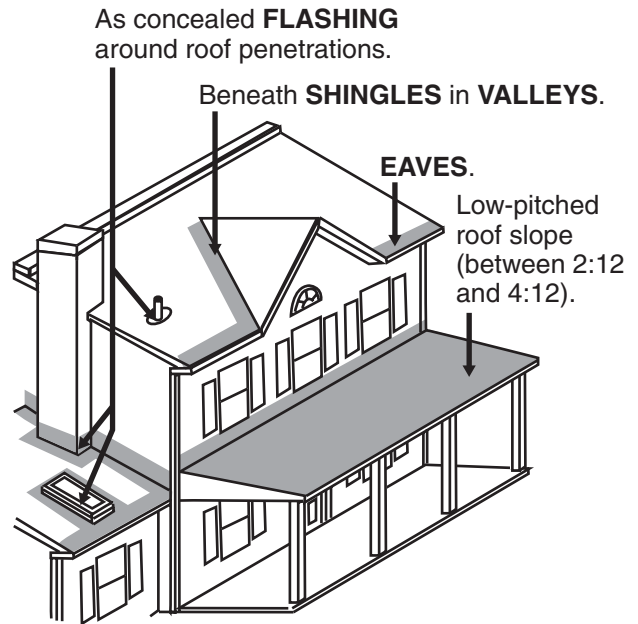 As concealed FLASHING
around roof penetrations.
Beneath SHINGLES in VALLEYS.
EAVES.
Low-pitched
roof slope
(between 2:12
and 4:12).